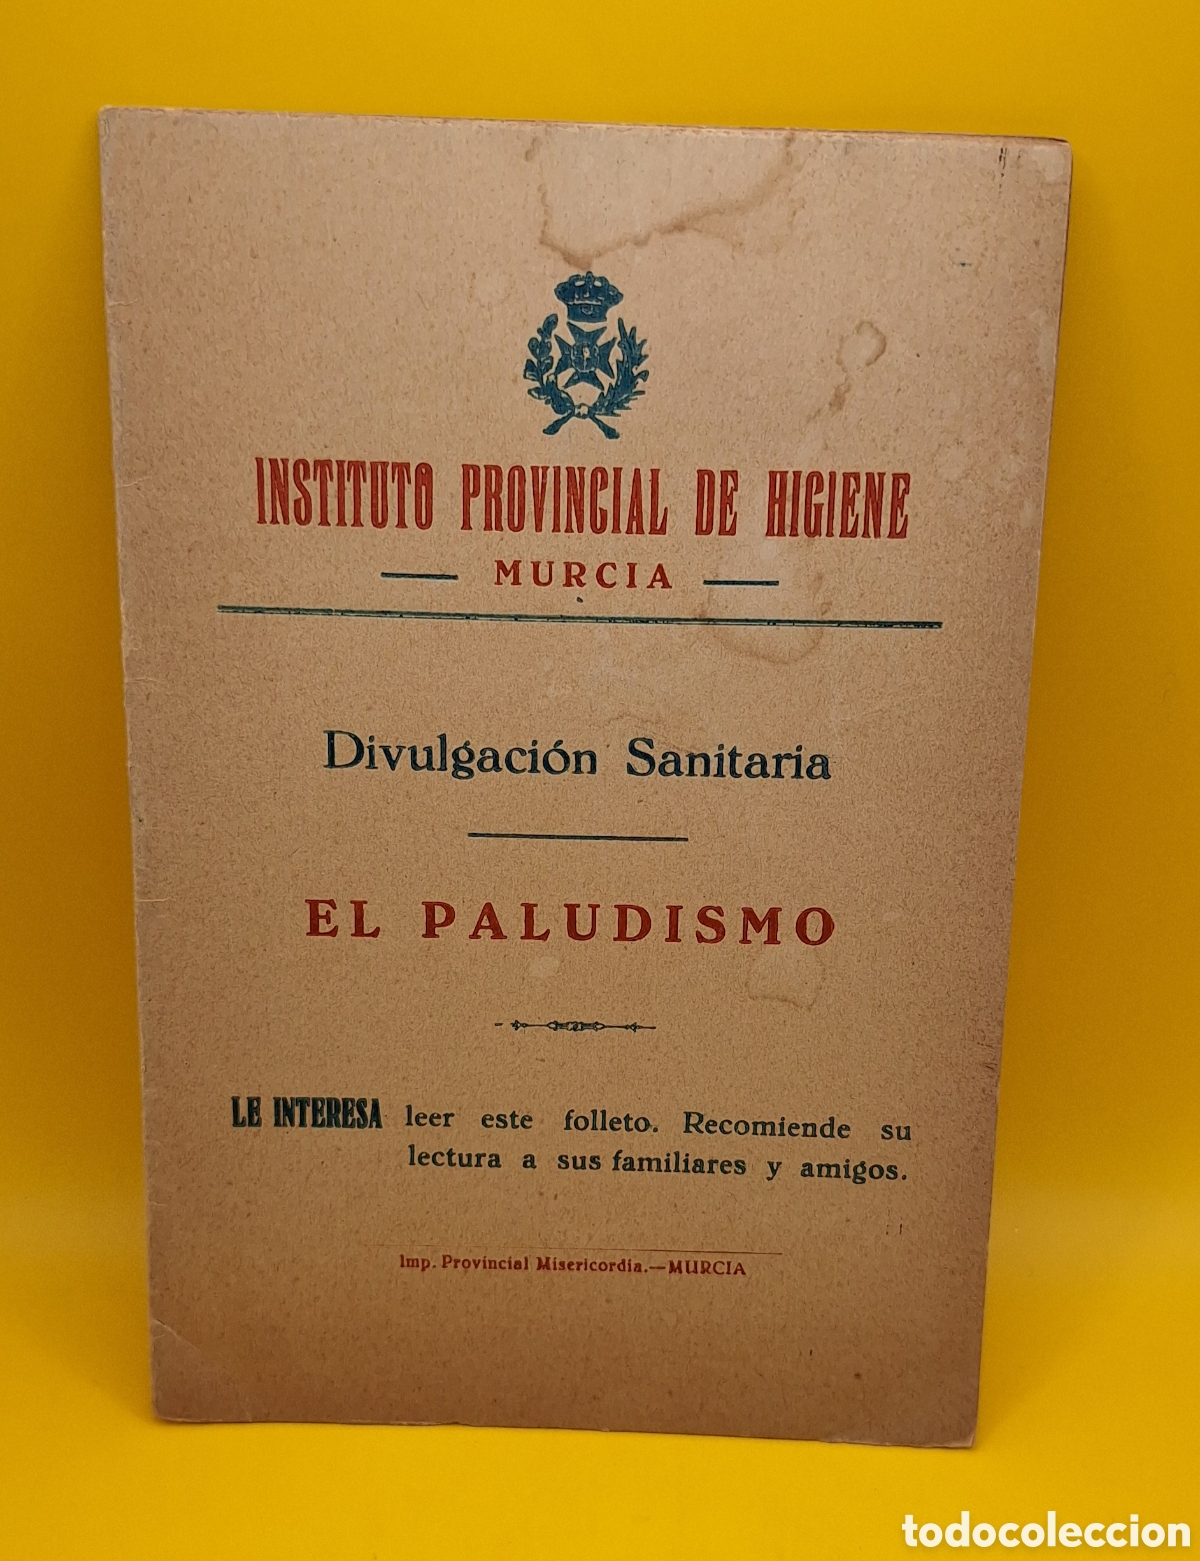 INSTITUTO PROVINCIAL DE HIGIENE
MURCIA
Divulgación Sanitaria
EL PALUDISMO
LE INTERESA leer este folleto. Recomiende su
lectura a sus familiares y amigos.
Imp. Provincial Misericordia.—MURCIA
todocoleccion